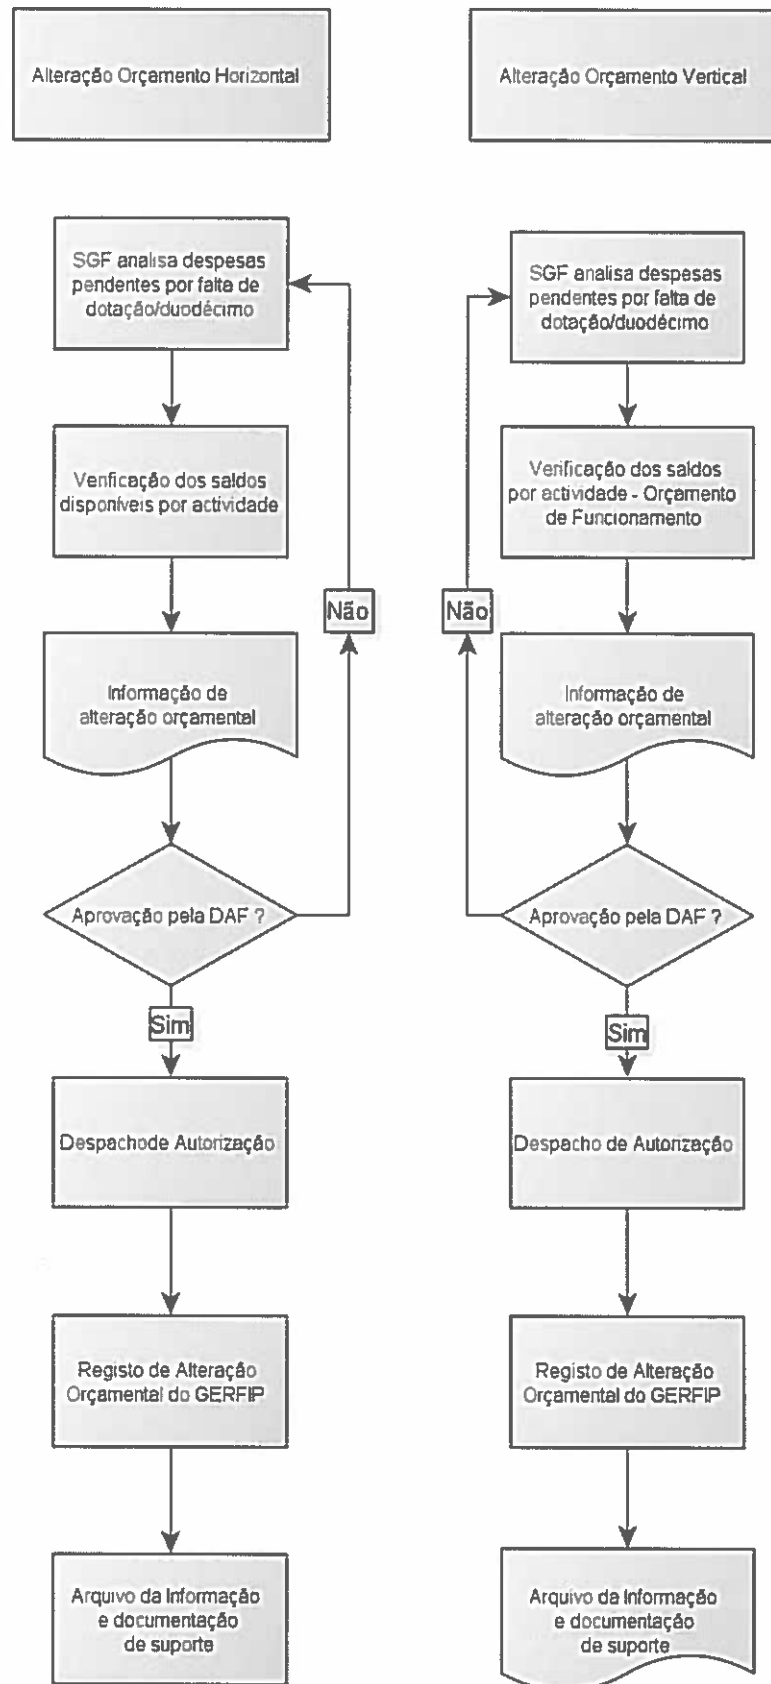 Alteração Orçamento Horizontal
SGF analisa despesas
pendentes por falta de
dotação/duodécimo
Verificação dos saldos
disponíveis por actividade
Não
Informação de
alteração orçamental
Aprovação pela DAF ?
Sim
Despachode Autorização
Registo de Alteração
Orçamental do GERFIP
Arquivo da Informação
e documentação
de suporte
Alteração Orçamento Vertical
SGF analisa despesas
pendentes por falta de
dotação/duodécimo
Verificação dos saldos
por actividade - Orçamento
de Funcionamento
Não
Informação de
alteração orçamental
Aprovação pela DAF ?
Sim
Despacho de Autorização
Registo de Alteração
Orçamental do GERFIP
Arquivo da Informação
e documentação
de suporte